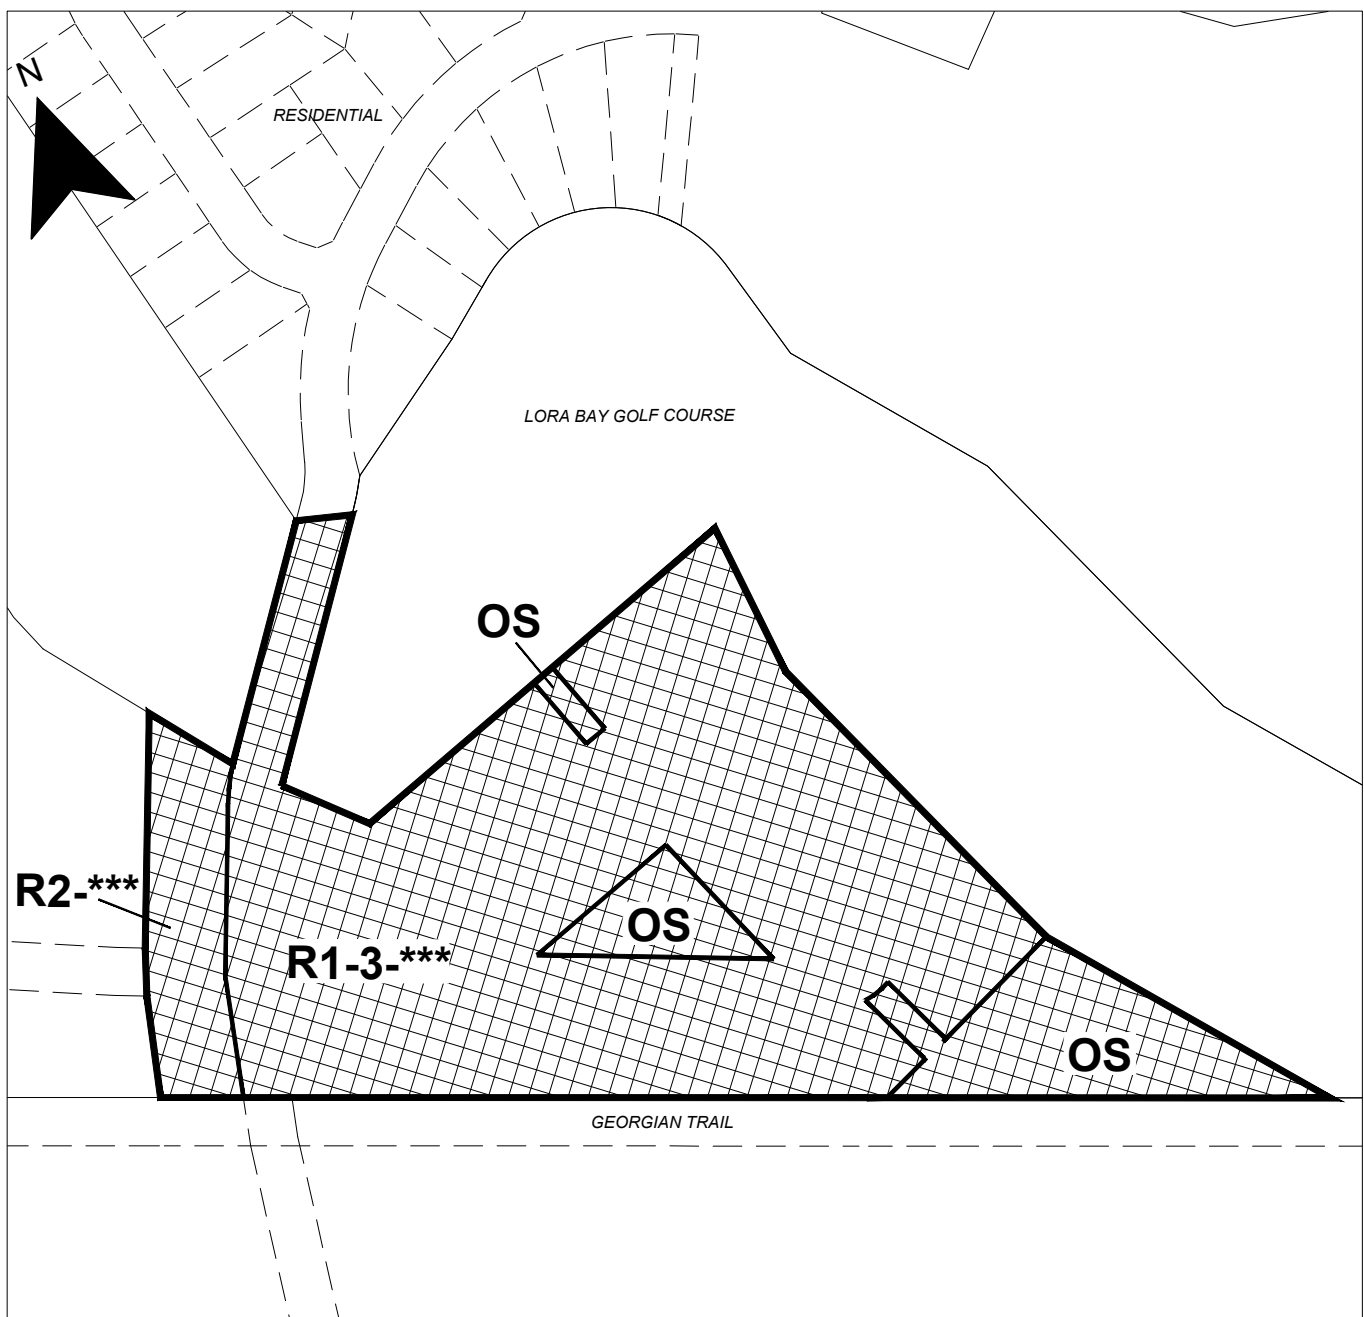 N
RESIDENTIAL
LORA BAY GOLF COURSE
OS
R2-***
OS
R1-3-***
OS
GEORGIAN TRAIL